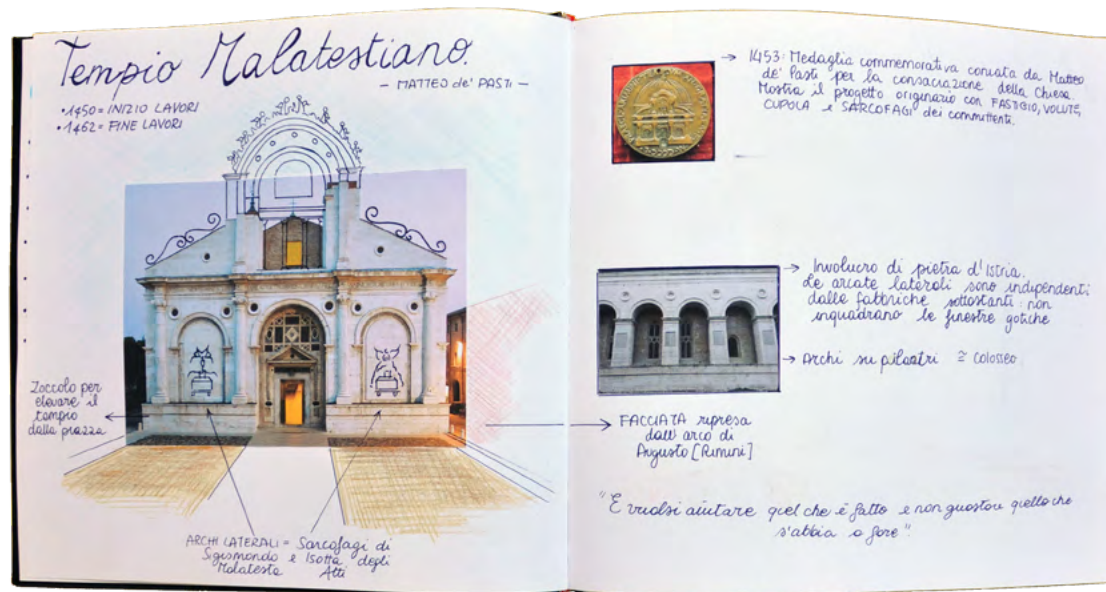 Tempio Malatestiano.
– MATTEO de' PASTI –
•1450= INIZIO LAVORI
•1462= FINE LAVORI
Zoccolo per
elevare il
tempio
dalla piazza
ARCHI LATERALI = Sarcofagi di
Sigismondo e Isotta degli
Malatesta Atti
→ 1453: Medaglia commemorativa coniata da Matteo
de' Pasti per la consacrazione della Chiesa.
Mostra il progetto originario con FASTIGIO, VOLUTE,
CUPOLA e SARCOFAGI dei committenti.
→ Involucro di pietra d'Istria.
Le arcate laterali sono indipendenti
dalle fabbriche sottostanti: non
inquadrano le finestre gotiche
→ Archi su pilastri ≅ Colosseo
→ FACCIATA ripresa
dall'arco di
Augusto [Rimini]
"E vuolsi aiutare quel che è fatto e non guastare quello che
s'abbia a fare"